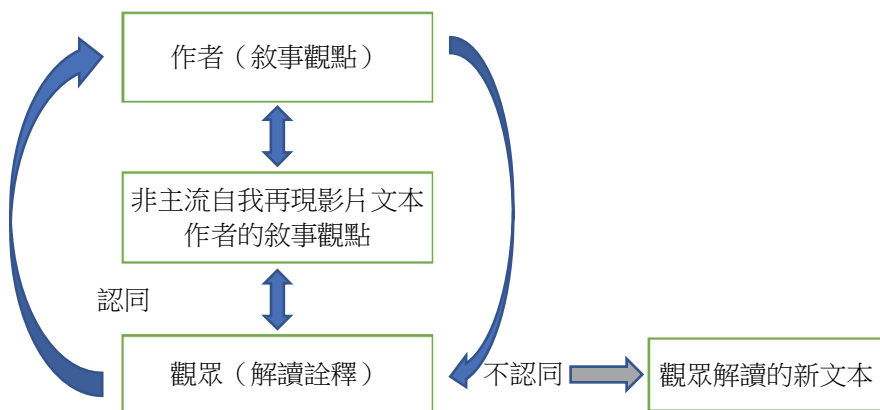 作者（敘事觀點）
非主流自我再現影片文本
作者的敘事觀點
認同
觀眾（解讀詮釋）
不認同
觀眾解讀的新文本